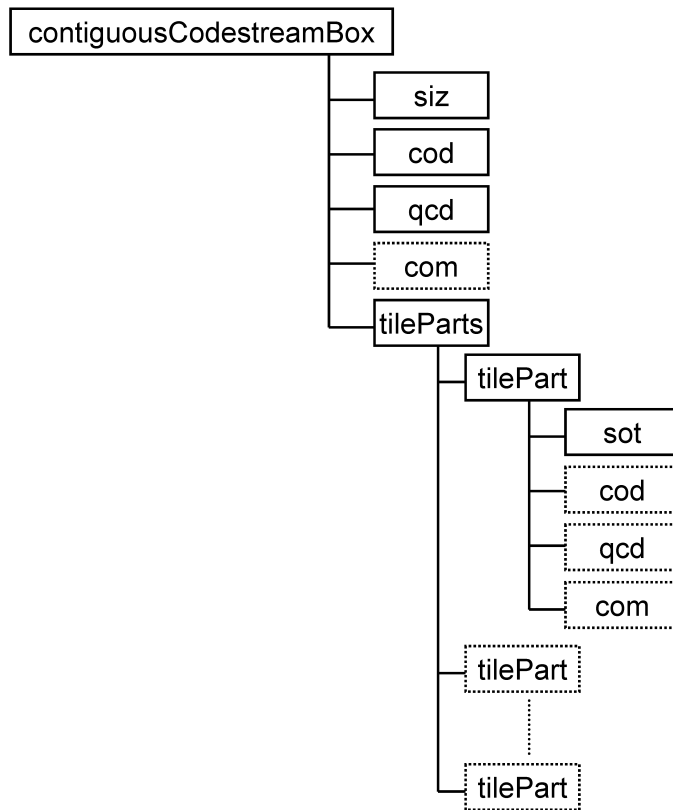 contiguousCodestreamBox
siz
cod
qcd
com
tileParts
tilePart
sot
cod
qcd
com
tilePart
tilePart